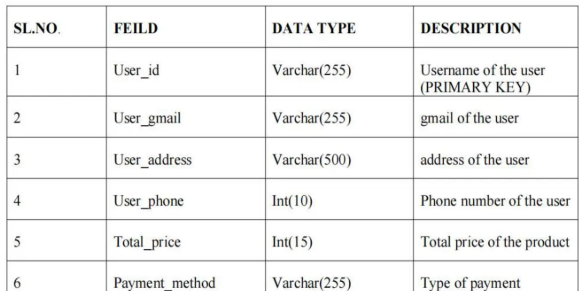 SL.NO. FEILD DATA TYPE DESCRIPTION
1 User_id Varchar(255) Username of the user
(PRIMARY KEY)
2 User_gmail Varchar(255) gmail of the user
3 User_address Varchar(500) address of the user
4 User_phone Int(10) Phone number of the user
5 Total_price Int(15) Total price of the product
6 Payment_method Varchar(255) Type of payment